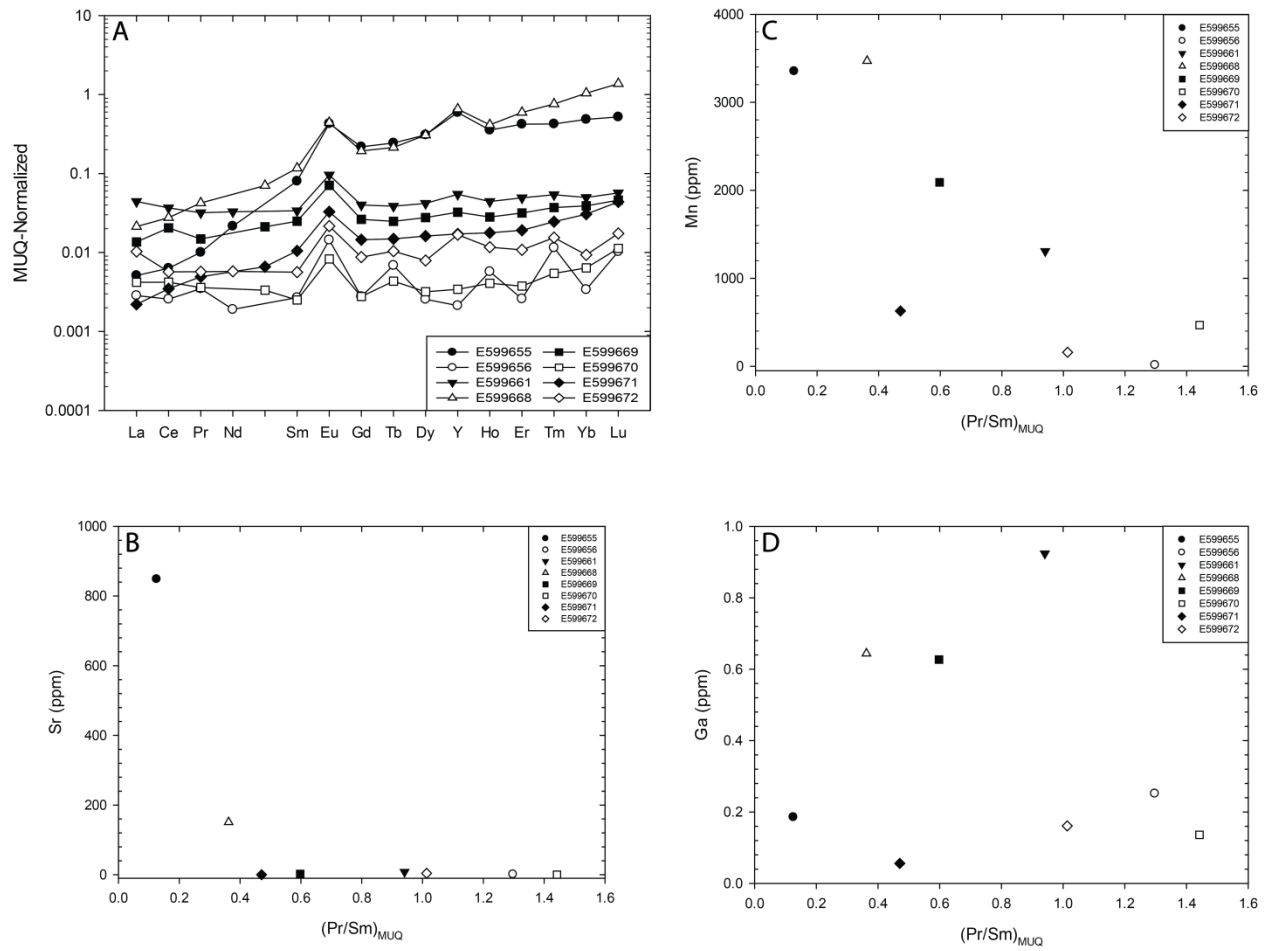 A
10
1
0.1
0.01
0.001
0.0001
MUQ-Normalized
E599655 E599669
E599656 E599670
E599661 E599671
E599668 E599672
La Ce Pr Nd Sm Eu Gd Tb Dy Y Ho Er Tm Yb Lu
C
4000
3000
2000
1000
0
Mn (ppm)
E599655
E599656
E599661
E599668
E599669
E599670
E599671
E599672
0.0 0.2 0.4 0.6 0.8 1.0 1.2 1.4 1.6
(Pr/Sm)MUQ
B
1000
800
600
400
200
0
Sr (ppm)
E599655
E599656
E599661
E599668
E599669
E599670
E599671
E599672
0.0 0.2 0.4 0.6 0.8 1.0 1.2 1.4 1.6
(Pr/Sm)MUQ
D
1.0
0.8
0.6
0.4
0.2
0.0
Ga (ppm)
E599655
E599656
E599661
E599668
E599669
E599670
E599671
E599672
0.0 0.2 0.4 0.6 0.8 1.0 1.2 1.4 1.6
(Pr/Sm)MUQ